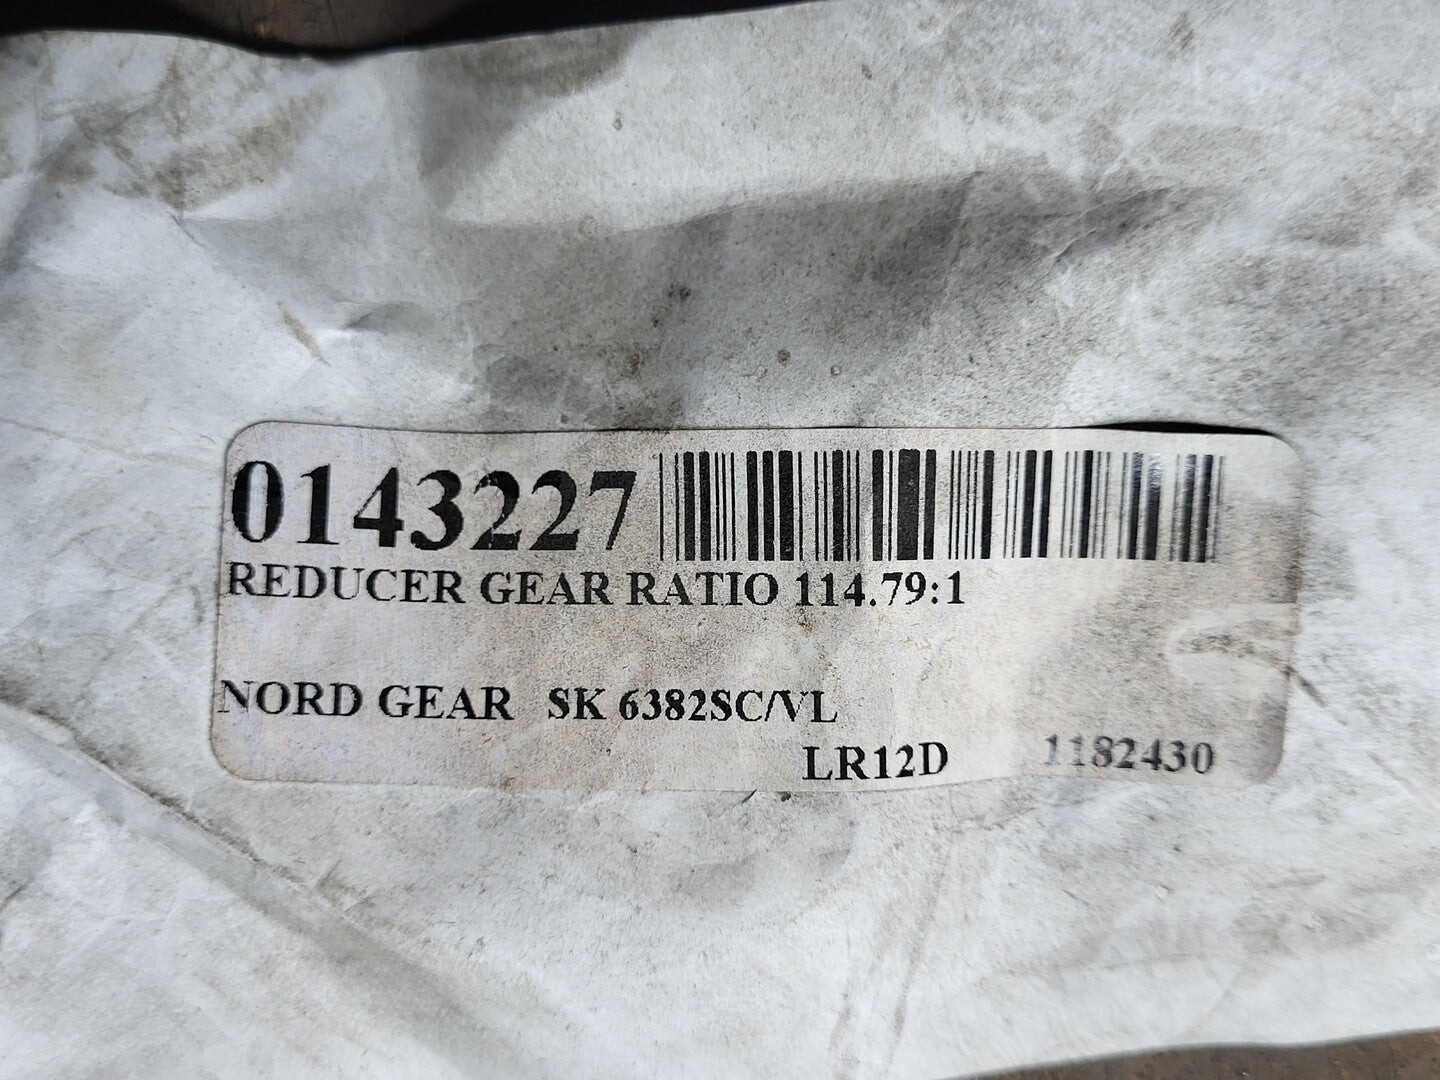 0143227
REDUCER GEAR RATIO 114.79:1
NORD GEAR SK 6382SC/VL
LR12D 1182430